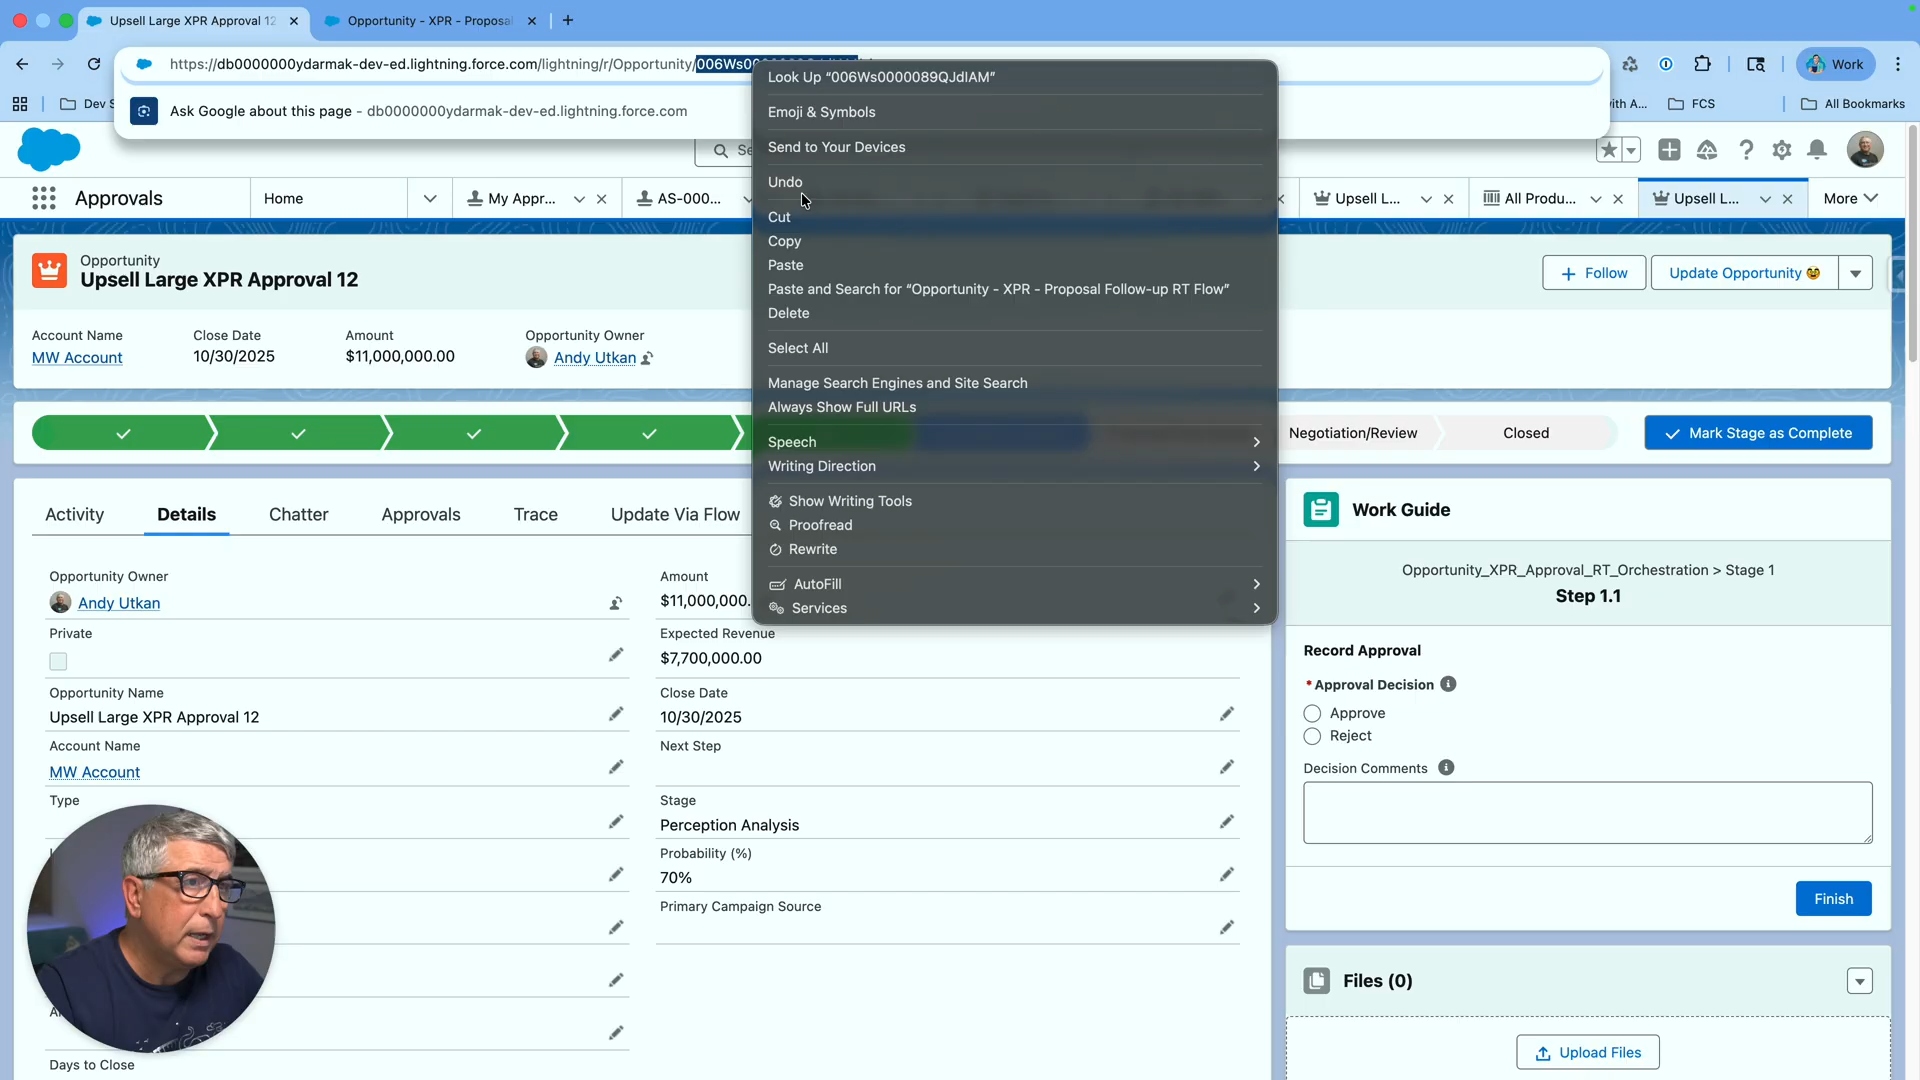 Upsell Large XPR Approval 12
Opportunity - XPR - Proposal
https://db0000000ydarmak-dev-ed.lightning.force.com/lightning/r/Opportunity/006Ws0000
Work
Dev S
Ask Google about this page - db0000000ydarmak-dev-ed.lightning.force.com
ith A...
FCS
All Bookmarks
Look Up “006Ws0000089QJdIAM”
Emoji & Symbols
Send to Your Devices
Undo
Cut
Copy
Paste
Paste and Search for “Opportunity - XPR - Proposal Follow-up RT Flow”
Delete
Select All
Manage Search Engines and Site Search
Always Show Full URLs
Speech
Writing Direction
Show Writing Tools
Proofread
Rewrite
AutoFill
Services
Se
Approvals
Home
My Appr...
AS-000...
Upsell L...
All Produ...
Upsell L...
More
Opportunity
Upsell Large XPR Approval 12
Follow
Update Opportunity
Account Name
Close Date
Amount
Opportunity Owner
MW Account
10/30/2025
$11,000,000.00
Andy Utkan
Negotiation/Review
Closed
Mark Stage as Complete
Activity
Details
Chatter
Approvals
Trace
Update Via Flow
Opportunity Owner
Andy Utkan
Private
Opportunity Name
Upsell Large XPR Approval 12
Account Name
MW Account
Type
Days to Close
Amount
$11,000,000.
Expected Revenue
$7,700,000.00
Close Date
10/30/2025
Next Step
Stage
Perception Analysis
Probability (%)
70%
Primary Campaign Source
Work Guide
Opportunity_XPR_Approval_RT_Orchestration > Stage 1
Step 1.1
Record Approval
*Approval Decision
Approve
Reject
Decision Comments
Finish
Files (0)
Upload Files